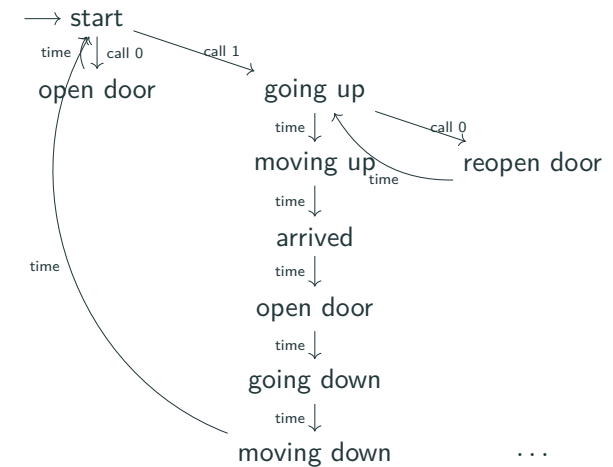 start
time
call 0
call 1
open door
going up
time
call 0
moving up
reopen door
time
time
arrived
time
time
open door
time
going down
time
moving down
...